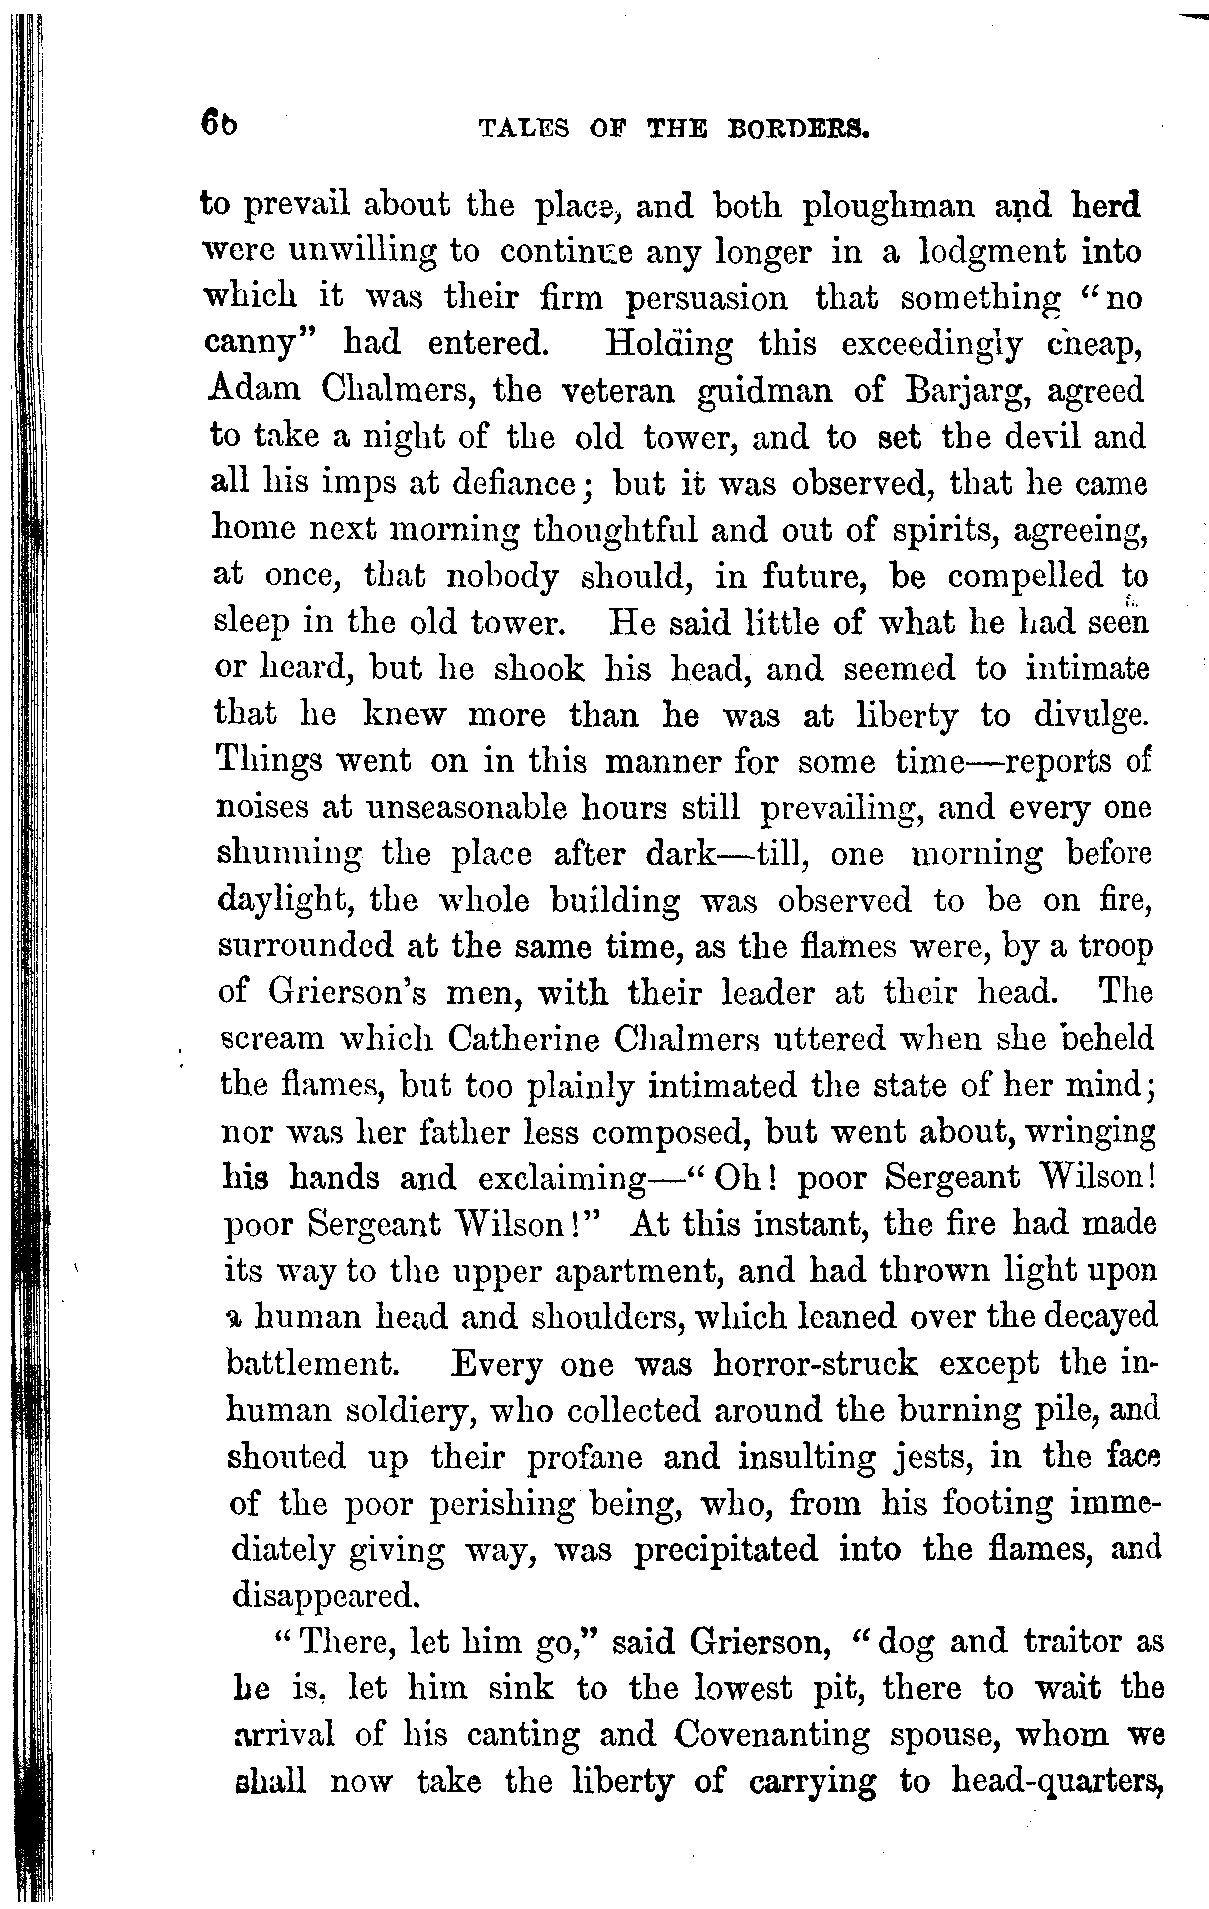 66 TALES OF THE BORDERS.
to prevail about the place, and both ploughman and herd
were unwilling to continue any longer in a lodgment into
which it was their firm persuasion that something “no
canny” had entered. Holding this exceedingly cheap,
Adam Chalmers, the veteran guidman of Barjarg, agreed
to take a night of the old tower, and to set the devil and
all his imps at defiance; but it was observed, that he came
home next morning thoughtful and out of spirits, agreeing,
at once, that nobody should, in future, be compelled to
sleep in the old tower. He said little of what he had seen
or heard, but he shook his head, and seemed to intimate
that he knew more than he was at liberty to divulge.
Things went on in this manner for some time—reports of
noises at unseasonable hours still prevailing, and every one
shunning the place after dark—till, one morning before
daylight, the whole building was observed to be on fire,
surrounded at the same time, as the flames were, by a troop
of Grierson’s men, with their leader at their head. The
scream which Catherine Chalmers uttered when she beheld
the flames, but too plainly intimated the state of her mind;
nor was her father less composed, but went about, wringing
his hands and exclaiming—“Oh! poor Sergeant Wilson!
poor Sergeant Wilson!” At this instant, the fire had made
its way to the upper apartment, and had thrown light upon
a human head and shoulders, which leaned over the decayed
battlement. Every one was horror-struck except the in-
human soldiery, who collected around the burning pile, and
shouted up their profane and insulting jests, in the face
of the poor perishing being, who, from his footing imme-
diately giving way, was precipitated into the flames, and
disappeared.
“There, let him go,” said Grierson, “dog and traitor as
he is, let him sink to the lowest pit, there to wait the
arrival of his canting and Covenanting spouse, whom we
shall now take the liberty of carrying to head-quarters,